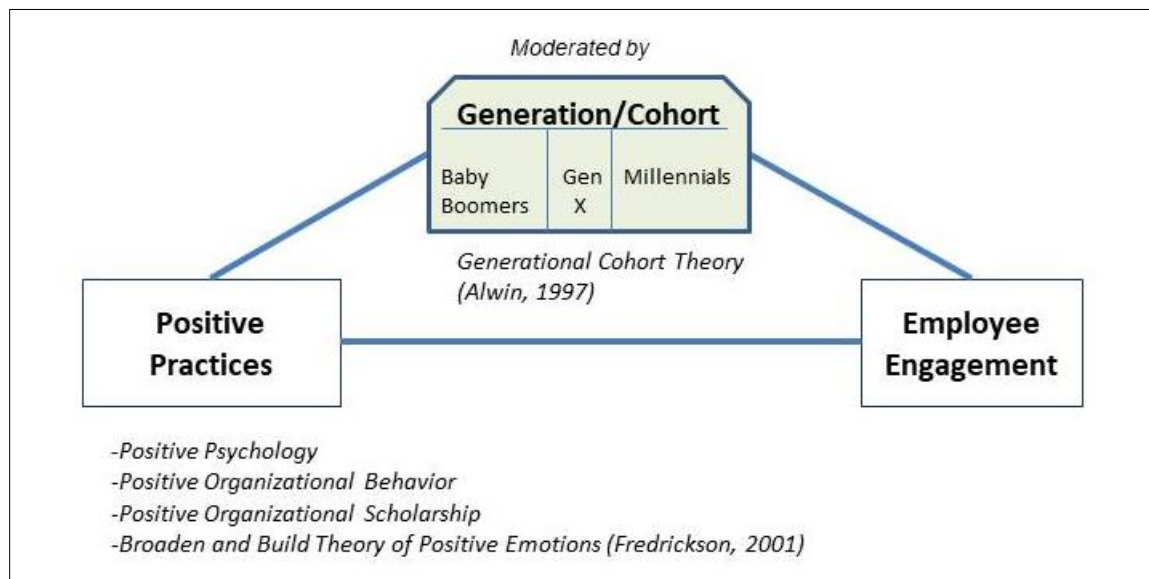 Moderated by
Generation/Cohort
Baby Boomers
Gen X
Millennials
Generational Cohort Theory
(Alwin, 1997)
Positive
Practices
Employee
Engagement
-Positive Psychology
-Positive Organizational Behavior
-Positive Organizational Scholarship
-Broaden and Build Theory of Positive Emotions (Fredrickson, 2001)